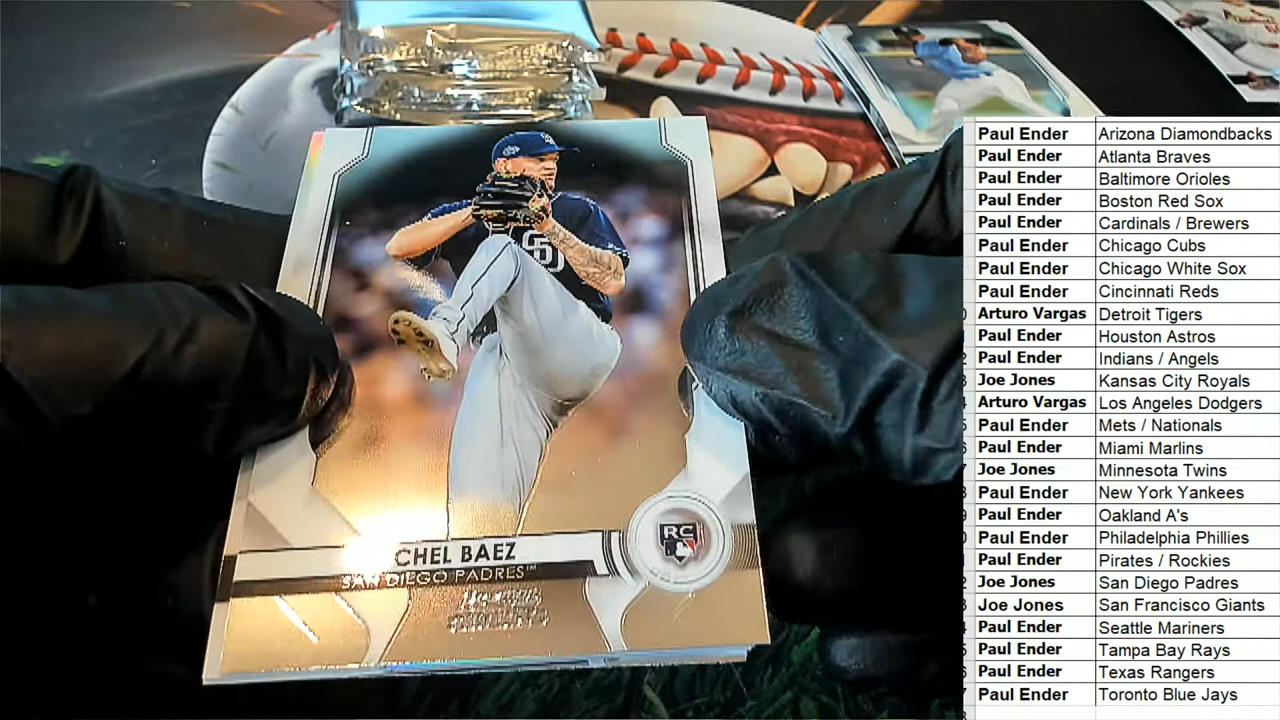 CHEL BAEZ
SAN DIEGO PADRES™
RC
SD
Paul Ender Arizona Diamondbacks
Paul Ender Atlanta Braves
Paul Ender Baltimore Orioles
Paul Ender Boston Red Sox
Paul Ender Cardinals / Brewers
Paul Ender Chicago Cubs
Paul Ender Chicago White Sox
Paul Ender Cincinnati Reds
Arturo Vargas Detroit Tigers
Paul Ender Houston Astros
Paul Ender Indians / Angels
Joe Jones Kansas City Royals
Arturo Vargas Los Angeles Dodgers
Paul Ender Mets / Nationals
Paul Ender Miami Marlins
Joe Jones Minnesota Twins
Paul Ender New York Yankees
Paul Ender Oakland A's
Paul Ender Philadelphia Phillies
Paul Ender Pirates / Rockies
Joe Jones San Diego Padres
Joe Jones San Francisco Giants
Paul Ender Seattle Mariners
Paul Ender Tampa Bay Rays
Paul Ender Texas Rangers
Paul Ender Toronto Blue Jays